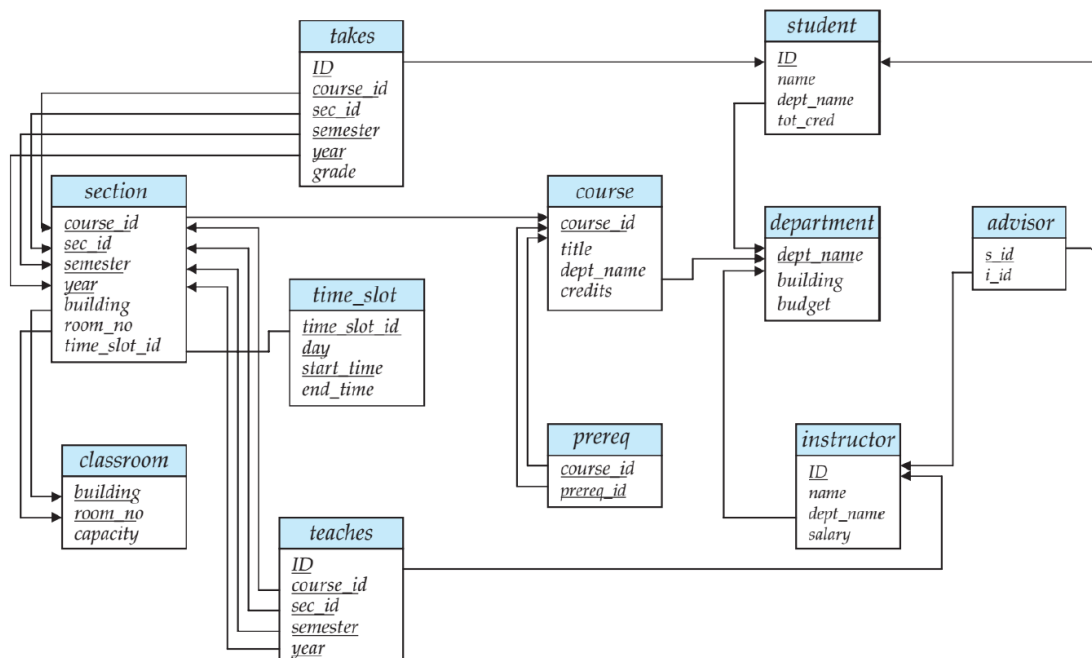 takes
ID
course_id
sec_id
semester
year
grade
student
ID
name
dept_name
tot_cred
section
course_id
sec_id
semester
year
building
room_no
time_slot_id
course
course_id
title
dept_name
credits
department
dept_name
building
budget
advisor
s_id
i_id
time_slot
time_slot_id
day
start_time
end_time
classroom
building
room_no
capacity
prereq
course_id
prereq_id
instructor
ID
name
dept_name
salary
teaches
ID
course_id
sec_id
semester
year